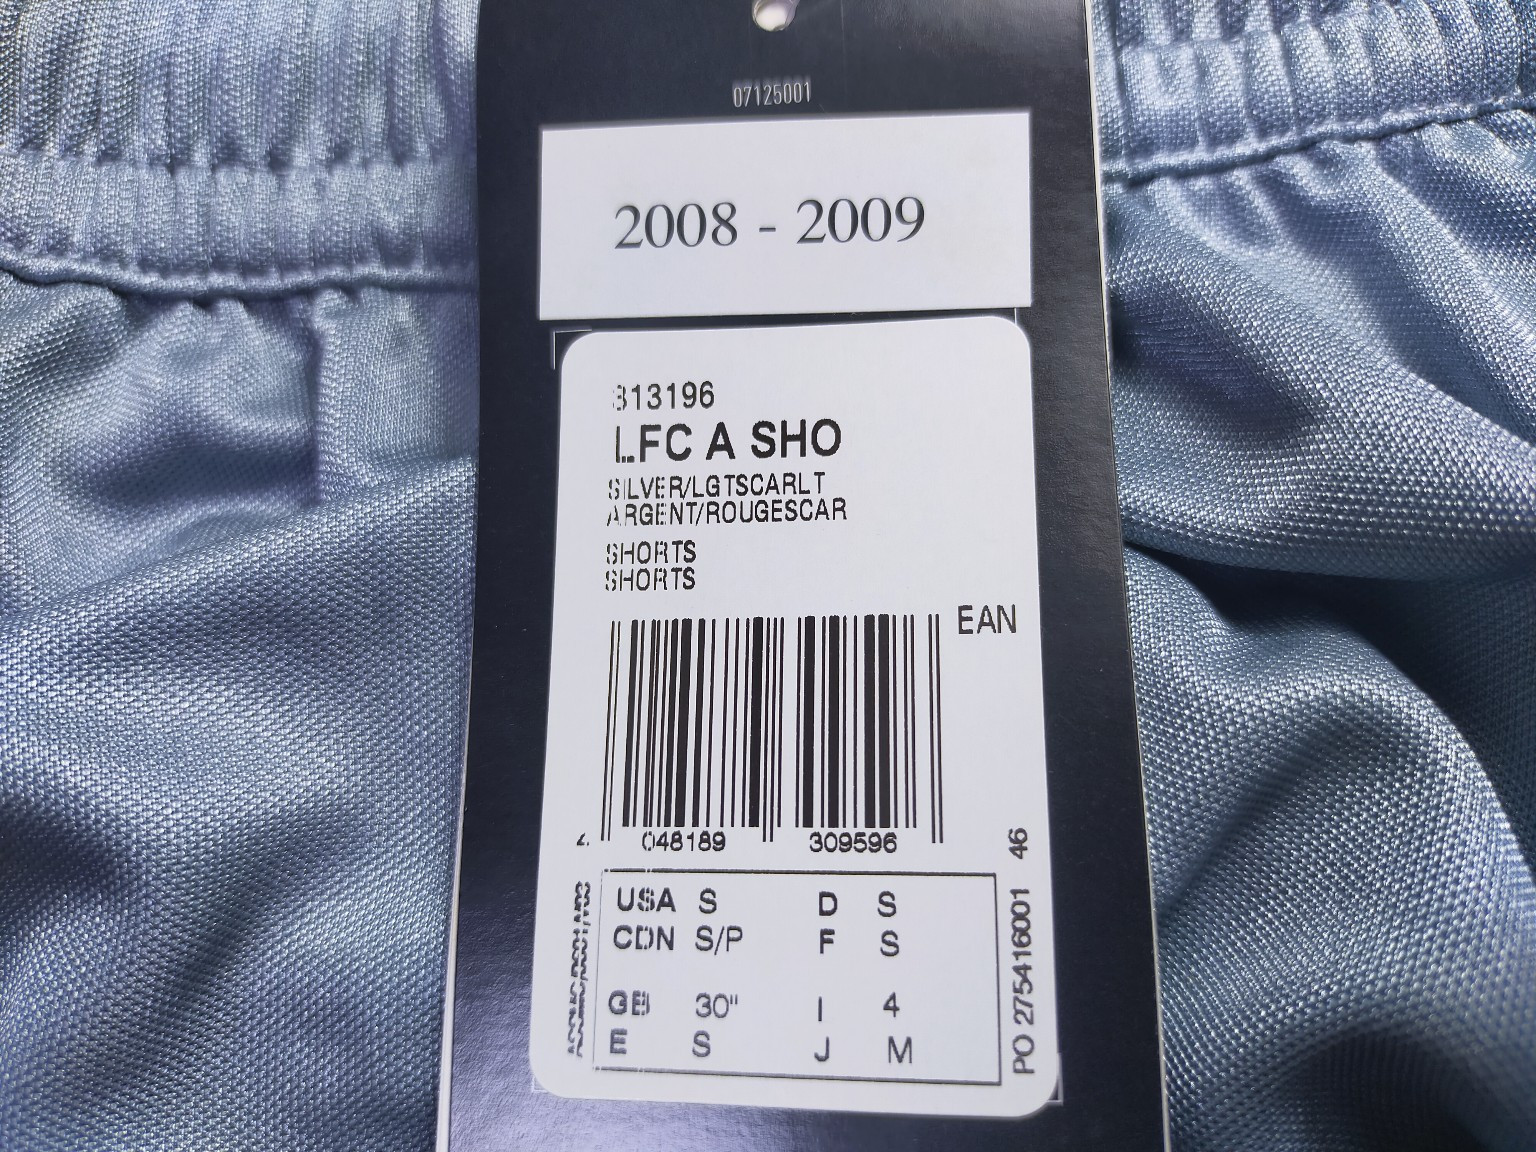 07125001
2008 - 2009
313196
LFC A SHO
SILVER/LGTSCARLT
ARGENT/ROUGESCAR
SHORTS
SHORTS
EAN
4 048189 309596
USA S D S
CDN S/P F S
GB 30" I 4
E S J M
PO 275416001 46